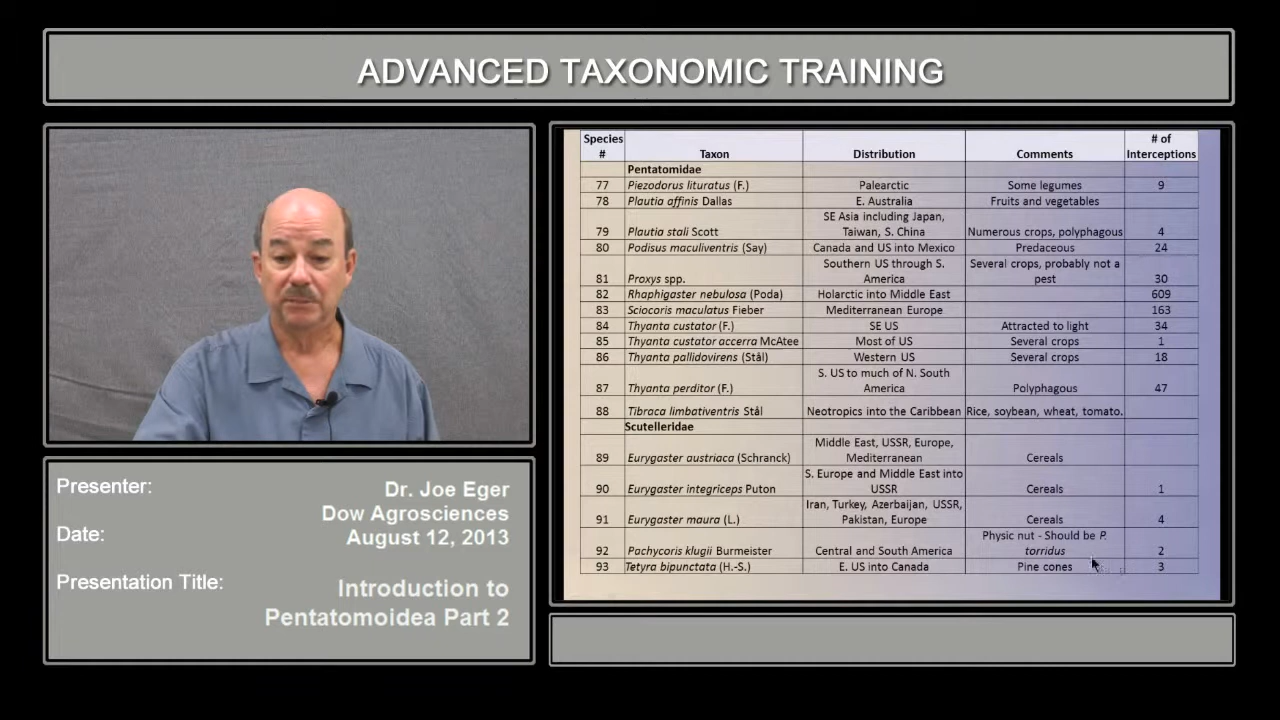 ADVANCED TAXONOMIC TRAINING
Presenter: Dr. Joe Eger
Dow Agrosciences
Date: August 12, 2013
Presentation Title: Introduction to
Pentatomoidea Part 2
Species # Taxon Distribution Comments # of Interceptions
Pentatomidae
77 Piezodorus lituratus (F.) Palearctic Some legumes 9
78 Plautia affinis Dallas E. Australia Fruits and vegetables
79 Plautia stali Scott SE Asia including Japan, Taiwan, S. China Numerous crops, polyphagous 4
80 Podisus maculiventris (Say) Canada and US into Mexico Predaceous 24
81 Proxys spp. Southern US through S. America Several crops, probably not a pest 30
82 Rhaphigaster nebulosa (Poda) Holarctic into Middle East 609
83 Sciocoris maculatus Fieber Mediterranean Europe 163
84 Thyanta custator (F.) SE US Attracted to light 34
85 Thyanta custator accerra McAtee Most of US Several crops 1
86 Thyanta pallidovirens (Stål) Western US Several crops 18
87 Thyanta perditor (F.) S. US to much of N. South America Polyphagous 47
88 Tibraca limbativentris Stål Neotropics into the Caribbean Rice, soybean, wheat, tomato.
Scutelleridae
89 Eurygaster austriaca (Schranck) Middle East, USSR, Europe, Mediterranean Cereals
90 Eurygaster integriceps Puton S. Europe and Middle East into USSR Cereals 1
91 Eurygaster maura (L.) Iran, Turkey, Azerbaijan, USSR, Pakistan, Europe Cereals 4
92 Pachycoris klugii Burmeister Central and South America Physic nut - Should be P. torridus 2
93 Tetyra bipunctata (H.-S.) E. US into Canada Pine cones 3